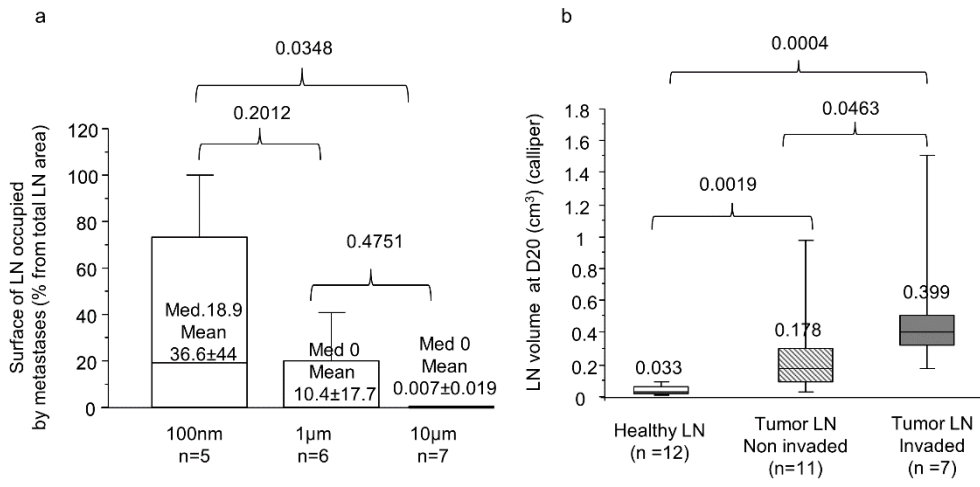 a
0.0348
0.2012
0.4751
Surface of LN occupied
by metastases (% from total LN area)
120
100
80
60
40
20
0
Med.18.9
Mean
36.6±44
Med 0
Mean
10.4±17.7
Med 0
Mean
0.007±0.019
100nm
n=5
1µm
n=6
10µm
n=7
b
0.0004
0.0463
0.0019
LN volume at D20 (cm³) (calliper)
1.8
1.6
1.4
1.2
1
0.8
0.6
0.4
0.2
0
0.033
0.178
0.399
Healthy LN
(n =12)
Tumor LN
Non invaded
(n=11)
Tumor LN
Invaded
(n =7)